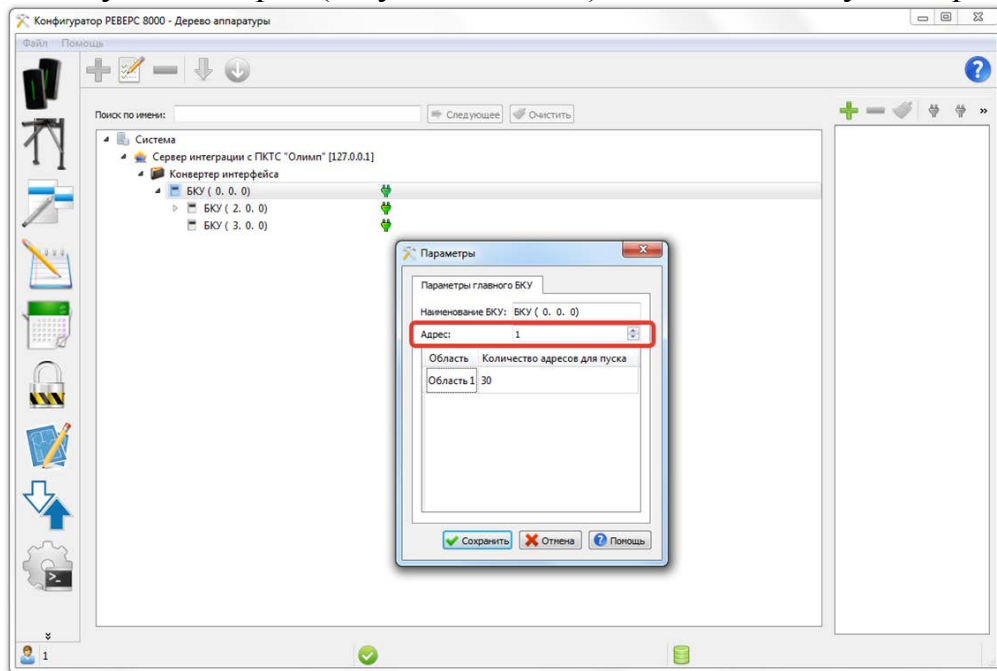 Конфигуратор РЕВЕРС 8000 - Дерево аппаратуры
Файл Помощь
Поиск по имени: Следующее Очистить
Система
Сервер интеграции с ПКТС "Олимп" [127.0.0.1]
Конвертер интерфейса
БКУ ( 0. 0. 0)
БКУ ( 2. 0. 0)
БКУ ( 3. 0. 0)
Параметры
Параметры главного БКУ
Наименование БКУ: БКУ ( 0. 0. 0)
Адрес: 1
Область Количество адресов для пуска
Область 1 30
Сохранить Отмена Помощь
1